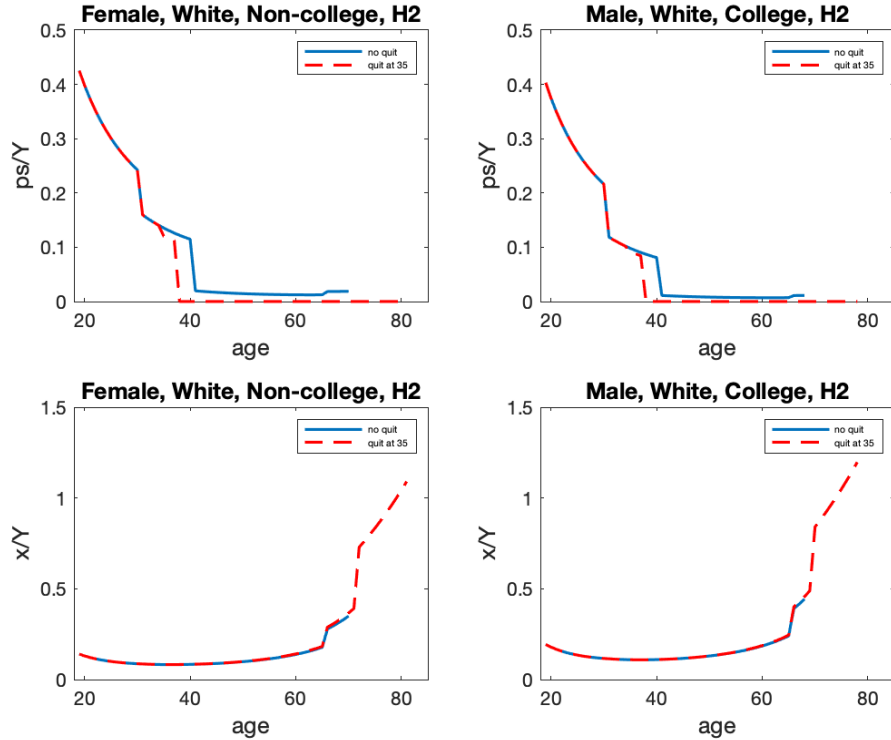 Female, White, Non-college, H2
0.5
0.4
0.3
0.2
0.1
0
ps/Y
no quit
quit at 35
20
40
60
80
age
Male, White, College, H2
0.5
0.4
0.3
0.2
0.1
0
ps/Y
no quit
quit at 35
20
40
60
80
age
Female, White, Non-college, H2
1.5
1
0.5
0
x/Y
no quit
quit at 35
20
40
60
80
age
Male, White, College, H2
1.5
1
0.5
0
x/Y
no quit
quit at 35
20
40
60
80
age